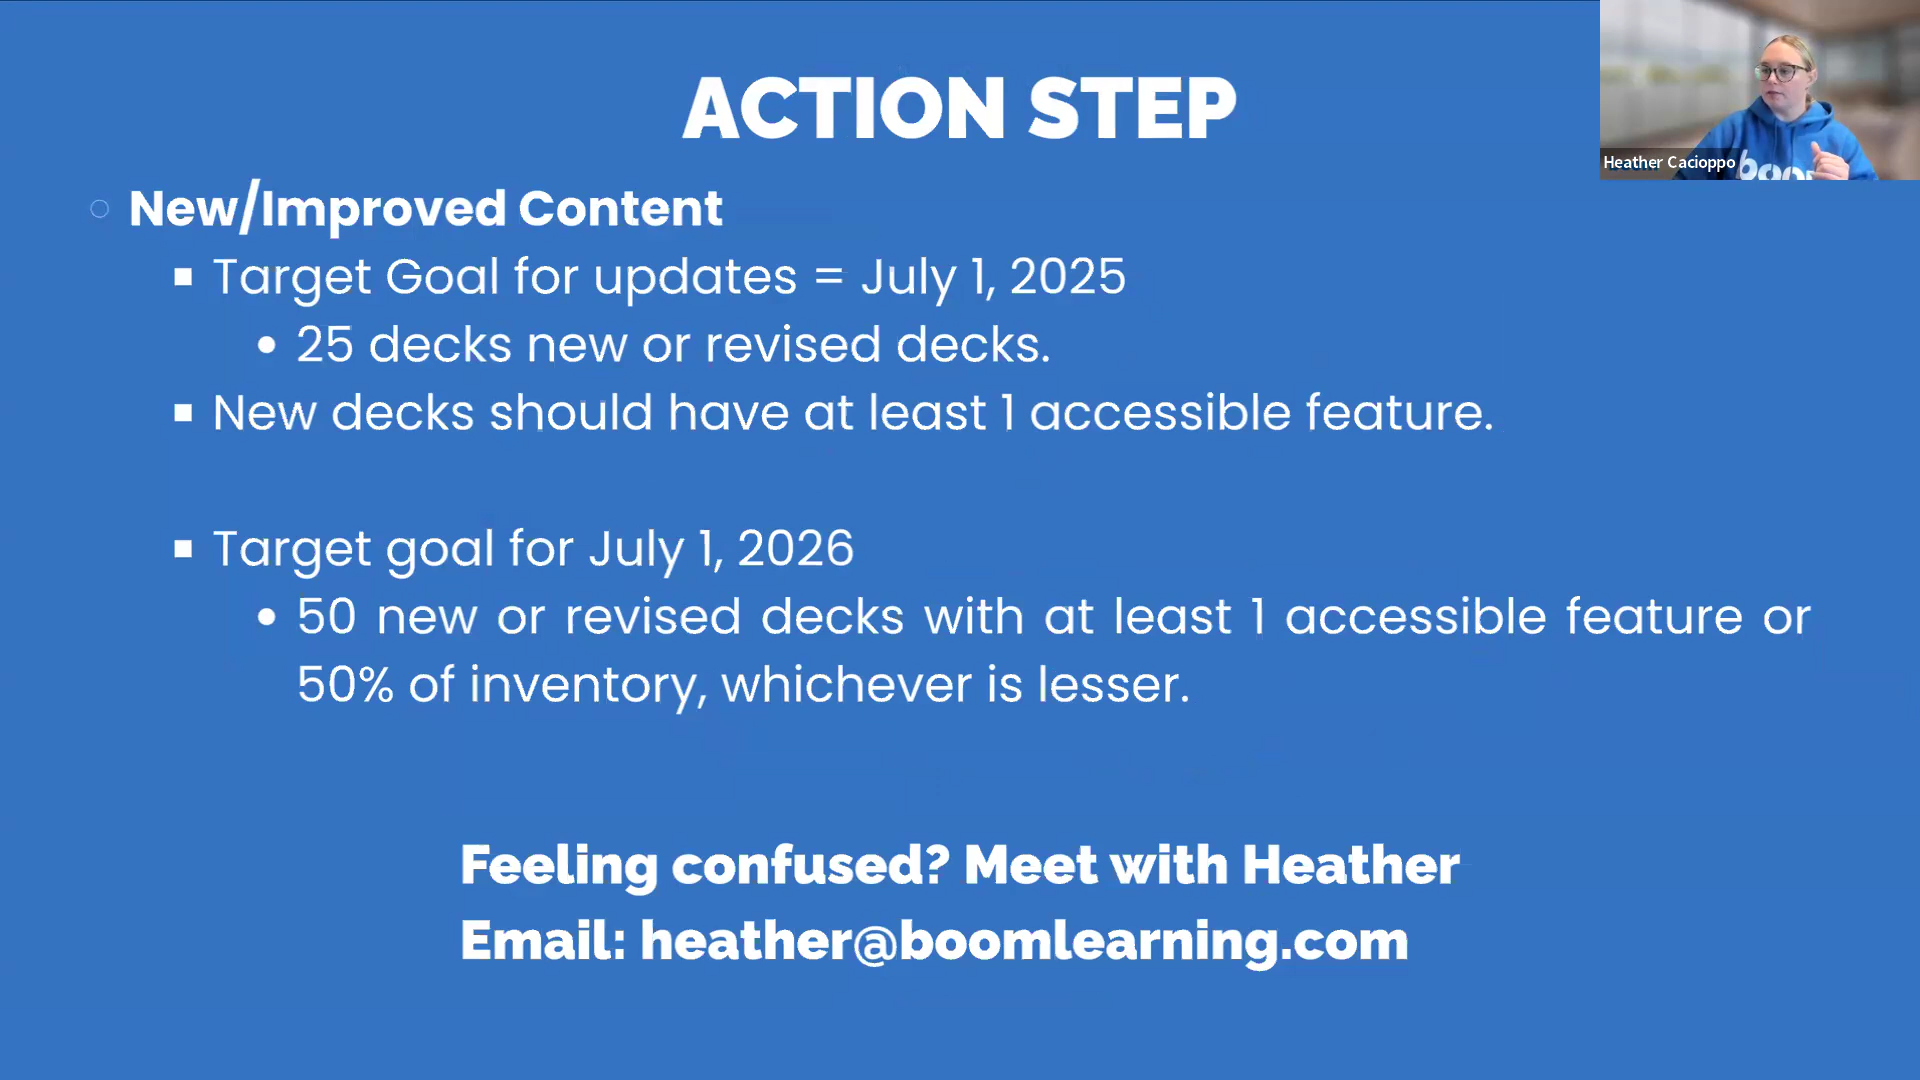 ACTION STEP
Heather Cacioppo
New/Improved Content
Target Goal for updates = July 1, 2025
25 decks new or revised decks.
New decks should have at least 1 accessible feature.
Target goal for July 1, 2026
50 new or revised decks with at least 1 accessible feature or
50% of inventory, whichever is lesser.
Feeling confused? Meet with Heather
Email: heather@boomlearning.com